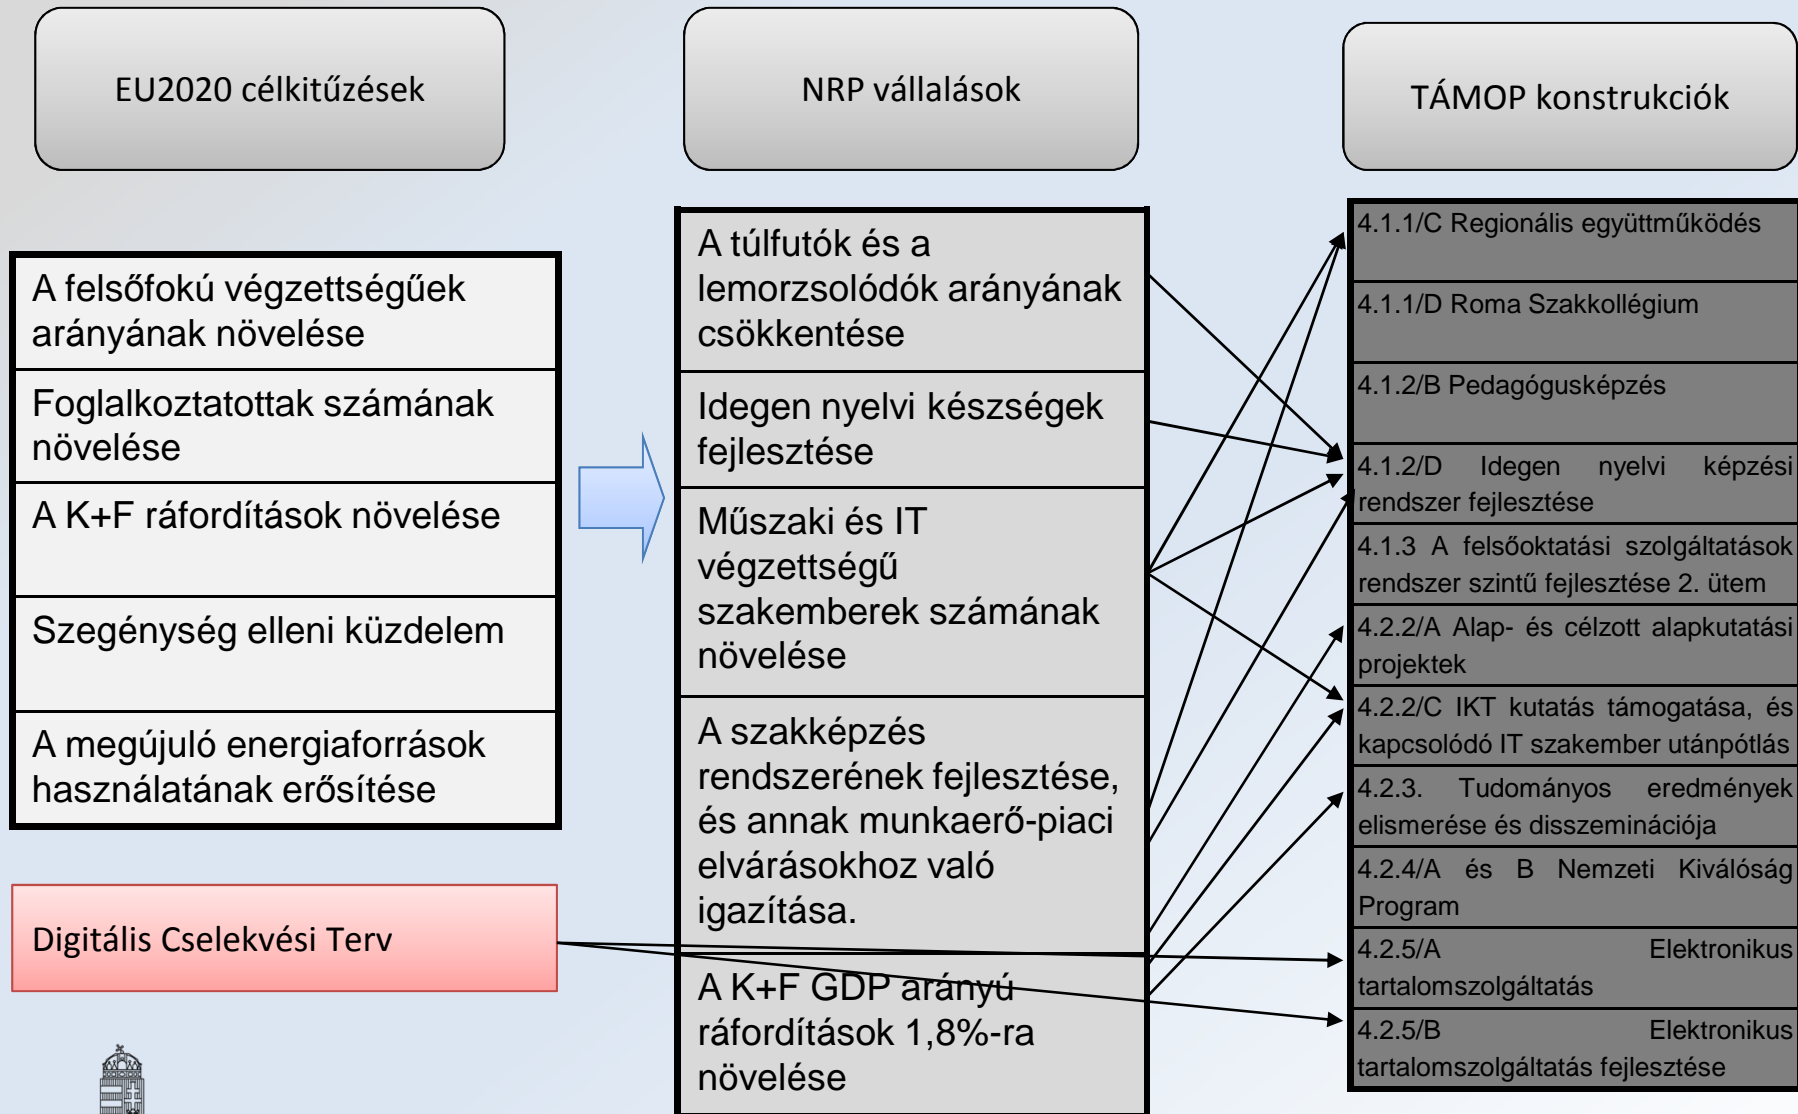 EU2020 célkitűzések
NRP vállalások
TÁMOP konstrukciók
A felsőfokú végzettségűek
arányának növelése
Foglalkoztatottak számának
növelése
A K+F ráfordítások növelése
Szegénység elleni küzdelem
A megújuló energiaforrások
használatának erősítése
Digitális Cselekvési Terv
A túlfutók és a
lemorzsolódók arányának
csökkentése
Idegen nyelvi készségek
fejlesztése
Műszaki és IT
végzettségű
szakemberek számának
növelése
A szakképzés
rendszerének fejlesztése,
és annak munkaerő-piaci
elvárásokhoz való
igazítása.
A K+F GDP arányú
ráfordítások 1,8%-ra
növelése
4.1.1/C Regionális együttműködés
4.1.1/D Roma Szakkollégium
4.1.2/B Pedagógusképzés
4.1.2/D Idegen nyelvi képzési
rendszer fejlesztése
4.1.3 A felsőoktatási szolgáltatások
rendszer szintű fejlesztése 2. ütem
4.2.2/A Alap- és célzott alapkutatási
projektek
4.2.2/C IKT kutatás támogatása, és
kapcsolódó IT szakember utánpótlás
4.2.3. Tudományos eredmények
elismerése és disszeminációja
4.2.4/A és B Nemzeti Kiválóság
Program
4.2.5/A Elektronikus
tartalomszolgáltatás
4.2.5/B Elektronikus
tartalomszolgáltatás fejlesztése